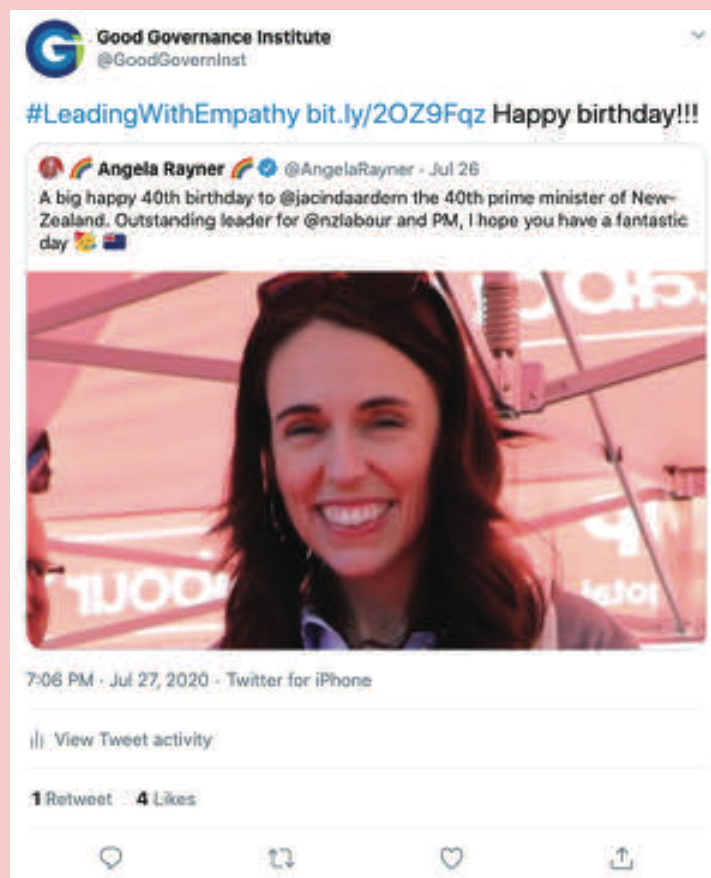 Good Governance Institute
@GoodGovernInst
#LeadingWithEmpathy bit.ly/2OZ9Fqz Happy birthday!!!
Angela Rayner @AngelaRayner · Jul 26
A big happy 40th birthday to @jacindaardern the 40th prime minister of New-
Zealand. Outstanding leader for @nzlabour and PM, I hope you have a fantastic
day
7:06 PM · Jul 27, 2020 · Twitter for iPhone
View Tweet activity
1 Retweet 4 Likes